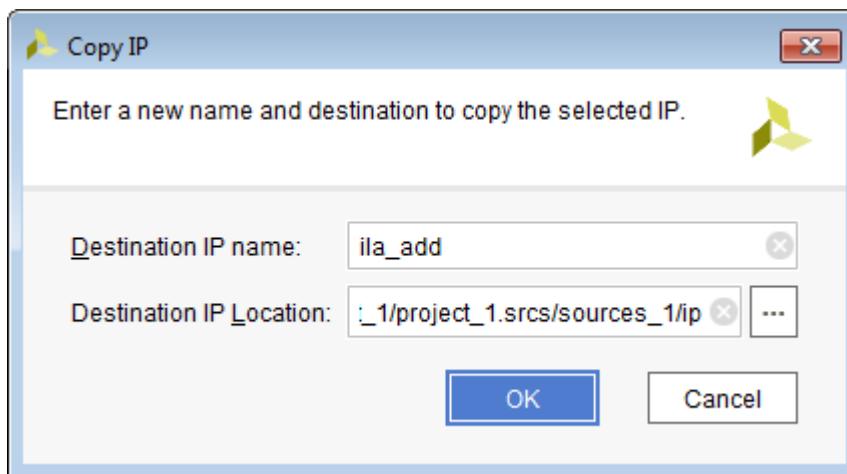 Copy IP
Enter a new name and destination to copy the selected IP.
Destination IP name: ila_add
Destination IP Location: :_1/project_1.srcs/sources_1/ip ...
OK Cancel